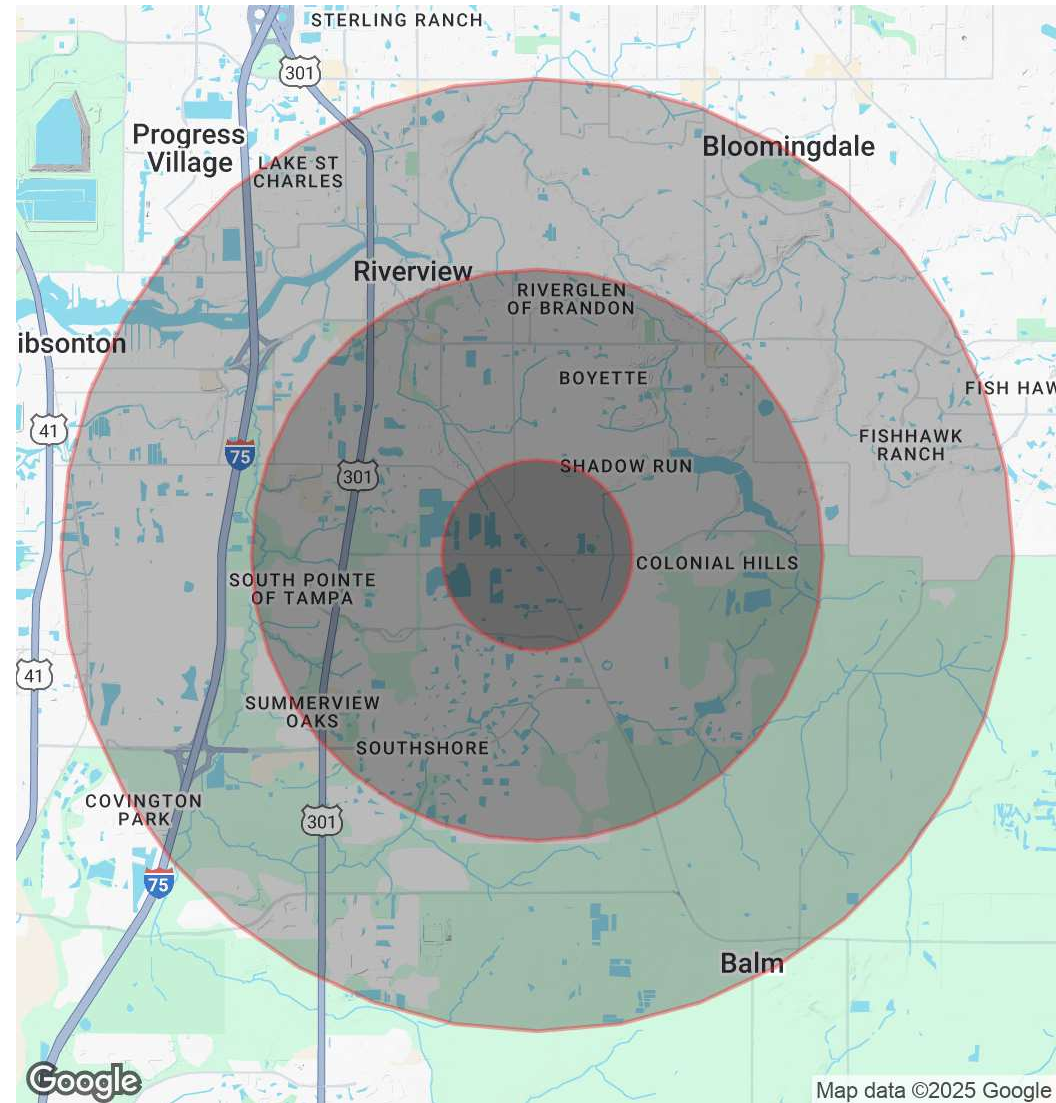 STERLING RANCH
301
Progress
Village
Bloomingdale
LAKE ST
CHARLES
Riverview
RIVERGLEN
OF BRANDON
ibsonton
BOYETTE
FISH HAW
41
FISHHAWK
RANCH
75
SHADOW RUN
301
COLONIAL HILLS
SOUTH POINTE
OF TAMPA
41
SUMMERVIEW
OAKS
SOUTHSHORE
COVINGTON
PARK
301
75
Balm
Google
Map data ©2025 Google